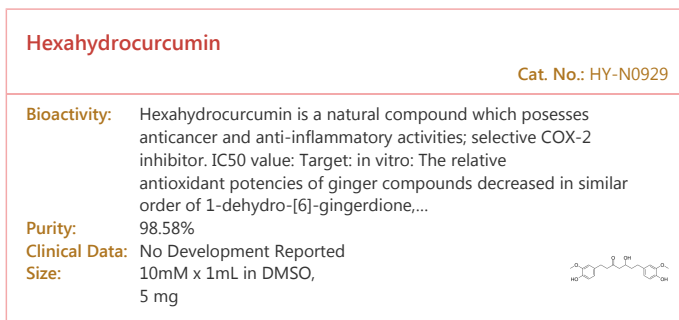 Hexahydrocurcumin
Cat. No.: HY-N0929
Bioactivity: Hexahydrocurcumin is a natural compound which posesses
anticancer and anti-inflammatory activities; selective COX-2
inhibitor. IC50 value: Target: in vitro: The relative
antioxidant potencies of ginger compounds decreased in similar
order of 1-dehydro-[6]-gingerdione,...
Purity: 98.58%
Clinical Data: No Development Reported
Size: 10mM x 1mL in DMSO,
5 mg
O O OH O
HO OH